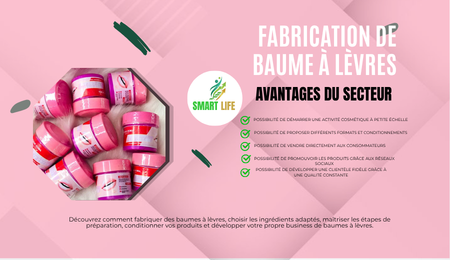 FABRICATION DE
BAUME À LÈVRES
SMART LIFE
AVANTAGES DU SECTEUR
POSSIBILITÉ DE DÉMARRER UNE ACTIVITÉ COSMÉTIQUE À PETITE ÉCHELLE
POSSIBILITÉ DE PROPOSER DIFFÉRENTS FORMATS ET CONDITIONNEMENTS
POSSIBILITÉ DE VENDRE DIRECTEMENT AUX CONSOMMATEURS
POSSIBILITÉ DE PROMOUVOIR LES PRODUITS GRÂCE AUX RÉSEAUX
SOCIAUX
POSSIBILITÉ DE DÉVELOPPER UNE CLIENTÈLE FIDÈLE GRÂCE À
UNE QUALITÉ CONSTANTE
Découvrez comment fabriquer des baumes à lèvres, choisir les ingrédients adaptés, maîtriser les étapes de
préparation, conditionner vos produits et développer votre propre business de baumes à lèvres.